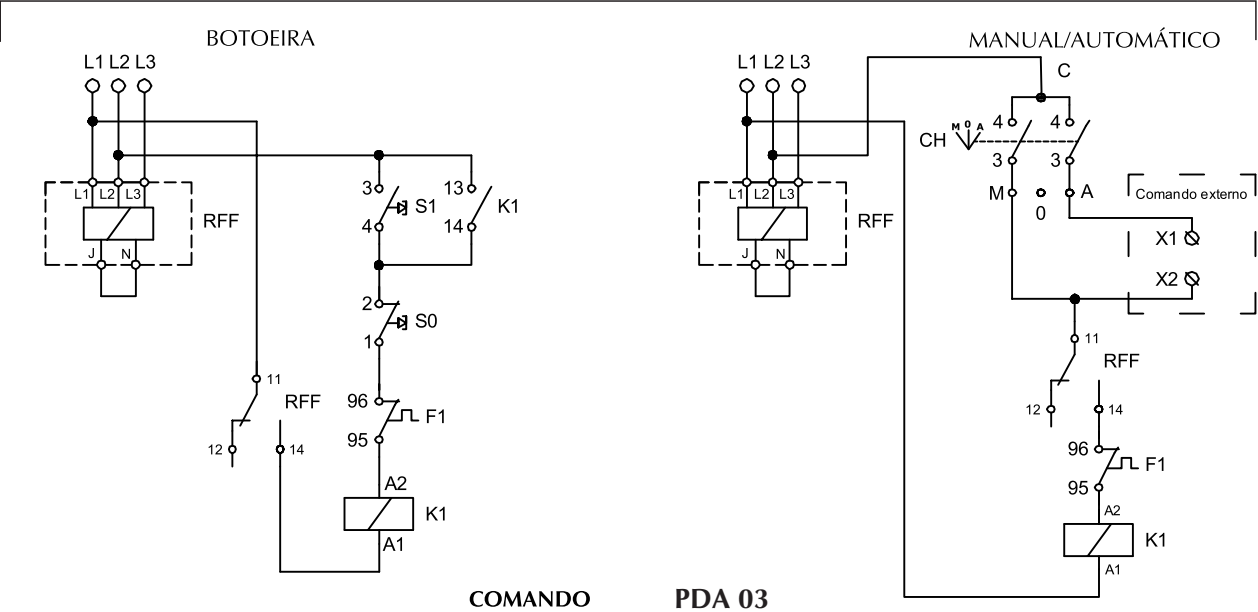 BOTOEIRA
L1 L2 L3
L1 L2 L3
RFF
J N
3
4
S1
13
14
K1
2
1
S0
11
RFF
12
14
96
95
F1
A2
K1
A1
MANUAL/AUTOMÁTICO
L1 L2 L3
L1 L2 L3
RFF
J N
C
4 4
CH
M 0 A
3 3
M
0
A
Comando externo
X1
X2
11
RFF
12
14
96
95
F1
A2
K1
A1
COMANDO PDA 03